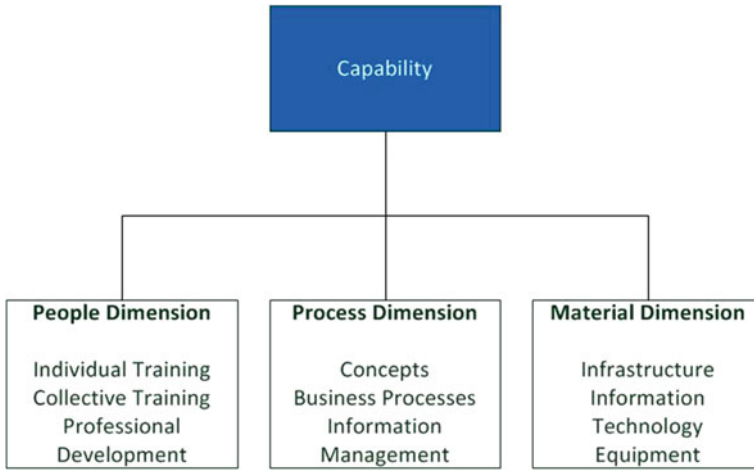 Capability
People Dimension
Individual Training
Collective Training
Professional
Development
Process Dimension
Concepts
Business Processes
Information
Management
Material Dimension
Infrastructure
Information
Technology
Equipment